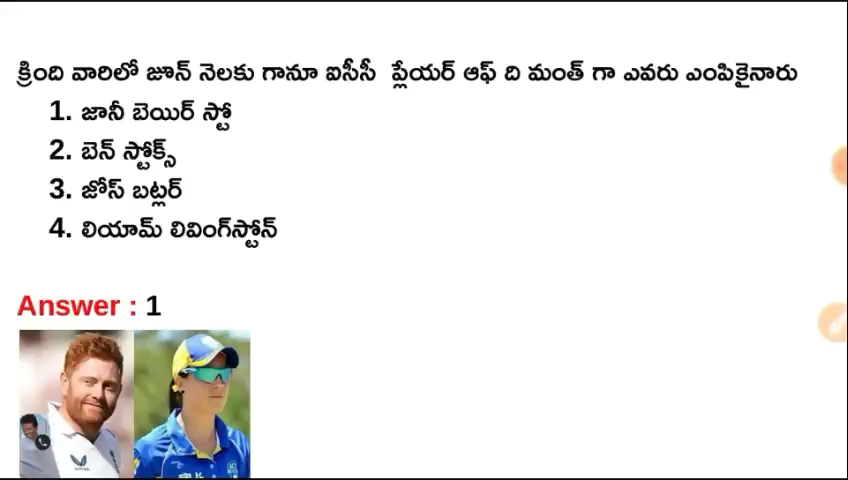 క్రింది వారిలో జూన్ నెలకు గానూ ఐసీసీ ప్లేయర్ ఆఫ్ ది మంత్ గా ఎవరు ఎంపికైనారు
1. జానీ బెయిర్ స్టో
2. బెన్ స్టోక్స్
3. జోస్ బట్లర్
4. లియామ్ లివింగ్‌స్టోన్
Answer : 1